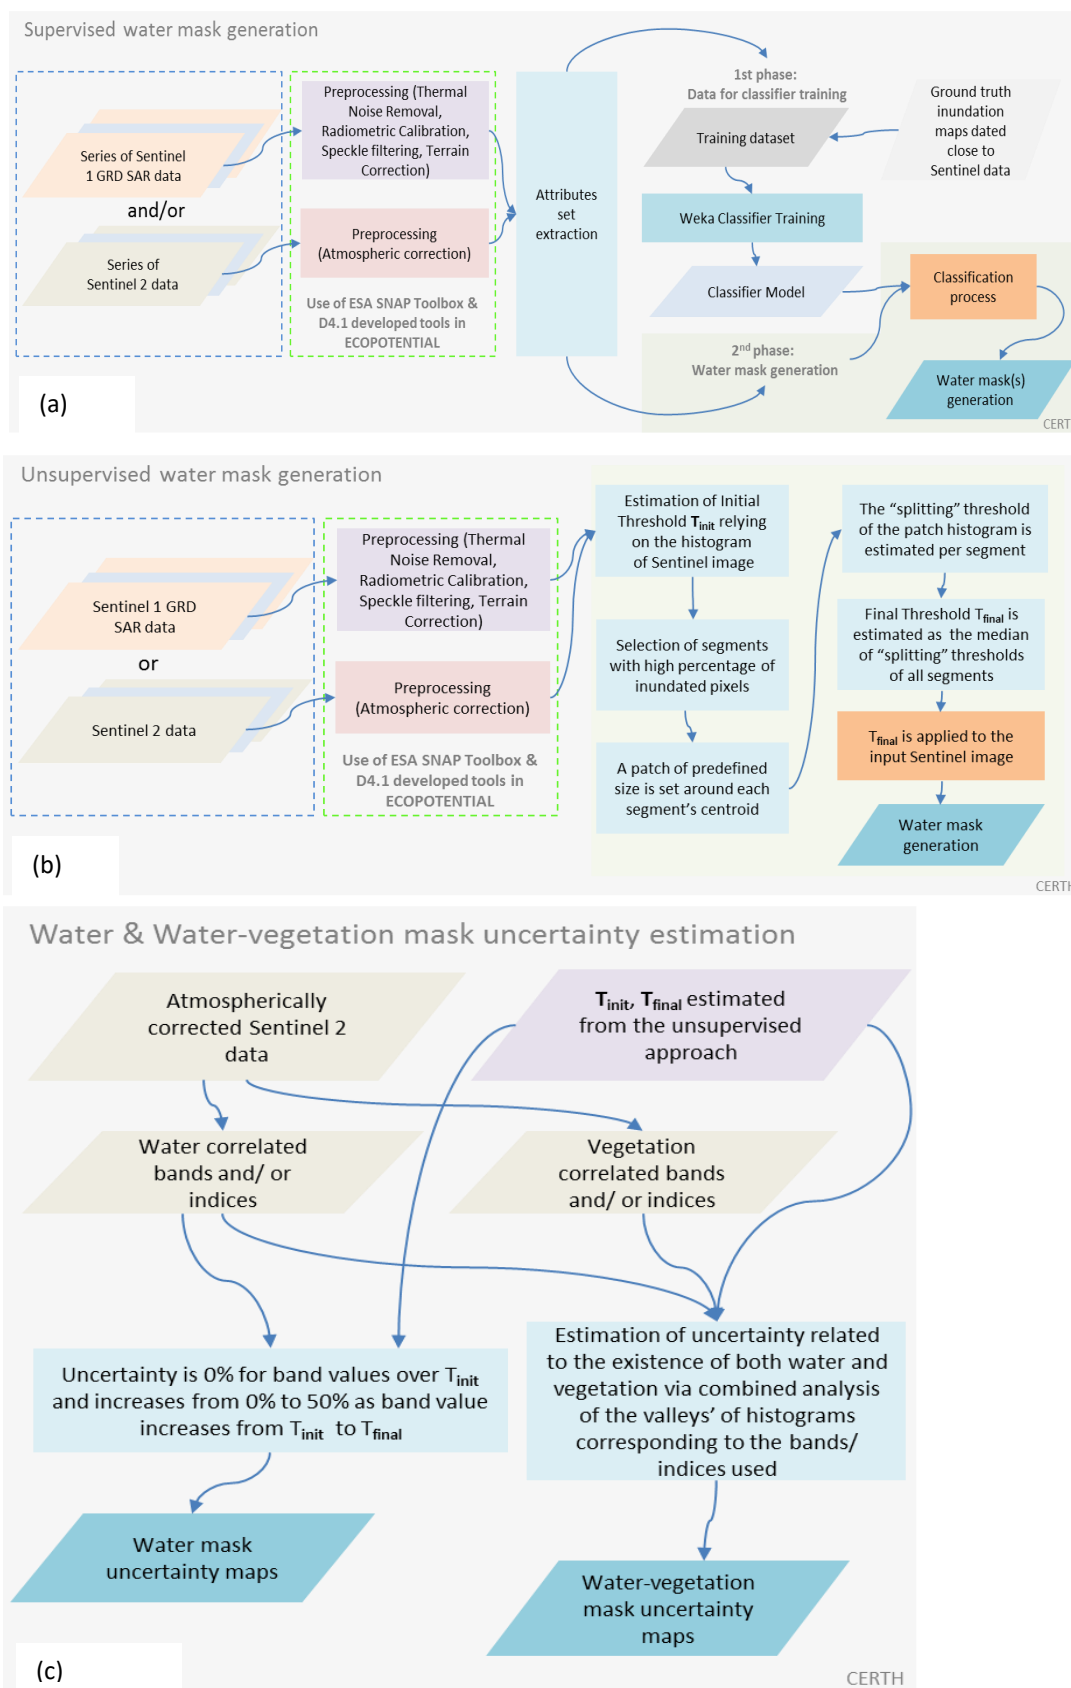 Supervised water mask generation
Series of Sentinel
1 GRD SAR data
and/or
Series of
Sentinel 2 data
Preprocessing (Thermal
Noise Removal,
Radiometric Calibration,
Speckle filtering, Terrain
Correction)
Preprocessing
(Atmospheric correction)
Use of ESA SNAP Toolbox &
D4.1 developed tools in
ECOPOTENTIAL
Attributes
set
extraction
1st phase:
Data for classifier training
Training dataset
Ground truth
inundation
maps dated
close to
Sentinel data
Weka Classifier Training
Classifier Model
Classification
process
2nd phase:
Water mask generation
Water mask(s)
generation
(a)
CERTH
Unsupervised water mask generation
Sentinel 1 GRD
SAR data
or
Sentinel 2 data
Preprocessing (Thermal
Noise Removal,
Radiometric Calibration,
Speckle filtering, Terrain
Correction)
Preprocessing
(Atmospheric correction)
Use of ESA SNAP Toolbox &
D4.1 developed tools in
ECOPOTENTIAL
Estimation of Initial
Threshold Tinit relying
on the histogram
of Sentinel image
Selection of segments
with high percentage of
inundated pixels
A patch of predefined
size is set around each
segment's centroid
The “splitting” threshold
of the patch histogram is
estimated per segment
Final Threshold Tfinal is
estimated as the median
of “splitting” thresholds
of all segments
Tfinal is applied to the
input Sentinel image
Water mask
generation
(b)
CERTH
Water & Water-vegetation mask uncertainty estimation
Atmospherically
corrected Sentinel 2
data
Tinit, Tfinal estimated
from the unsupervised
approach
Water correlated
bands and/ or
indices
Vegetation
correlated bands
and/ or indices
Uncertainty is 0% for band values over Tinit
and increases from 0% to 50% as band value
increases from Tinit to Tfinal
Estimation of uncertainty related
to the existence of both water and
vegetation via combined analysis
of the valleys’ of histograms
corresponding to the bands/
indices used
Water mask
uncertainty maps
Water-vegetation
mask uncertainty
maps
(c)
CERTH